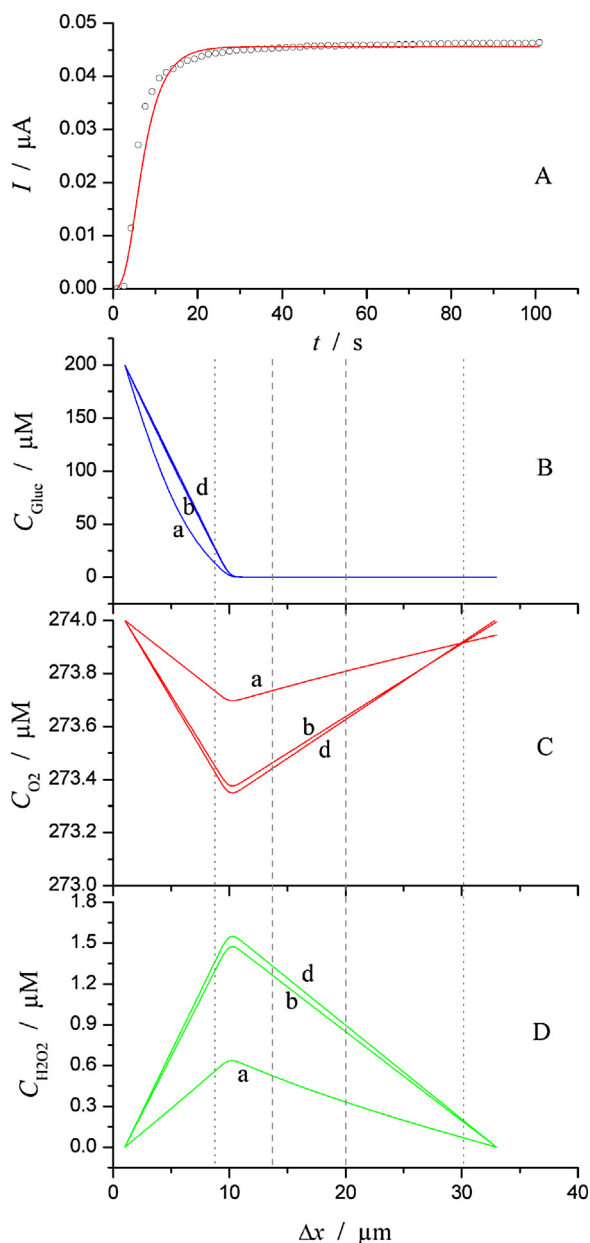 0.06
0.05
0.04
0.03
0.02
0.01
0.00
I / μA
A
0 20 40 60 80 100
t / s
200
150
100
50
0
C_Gluc / μM
B
d
b
a
274.0
273.8
273.6
273.4
273.2
273.0
C_O2 / μM
C
a
b
d
1.8
1.5
1.2
0.9
0.6
0.3
0.0
C_H2O2 / μM
D
d
b
a
0 10 20 30 40
Δx / μm